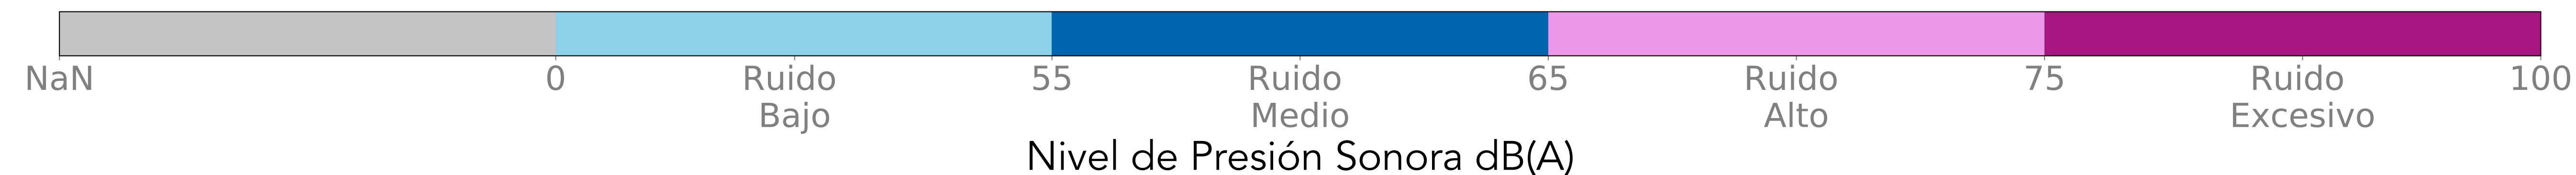 NaN 0 Ruido 55 Ruido 65 Ruido 75 Ruido 100
Bajo Medio Alto Excesivo
Nivel de Presión Sonora dB(A)